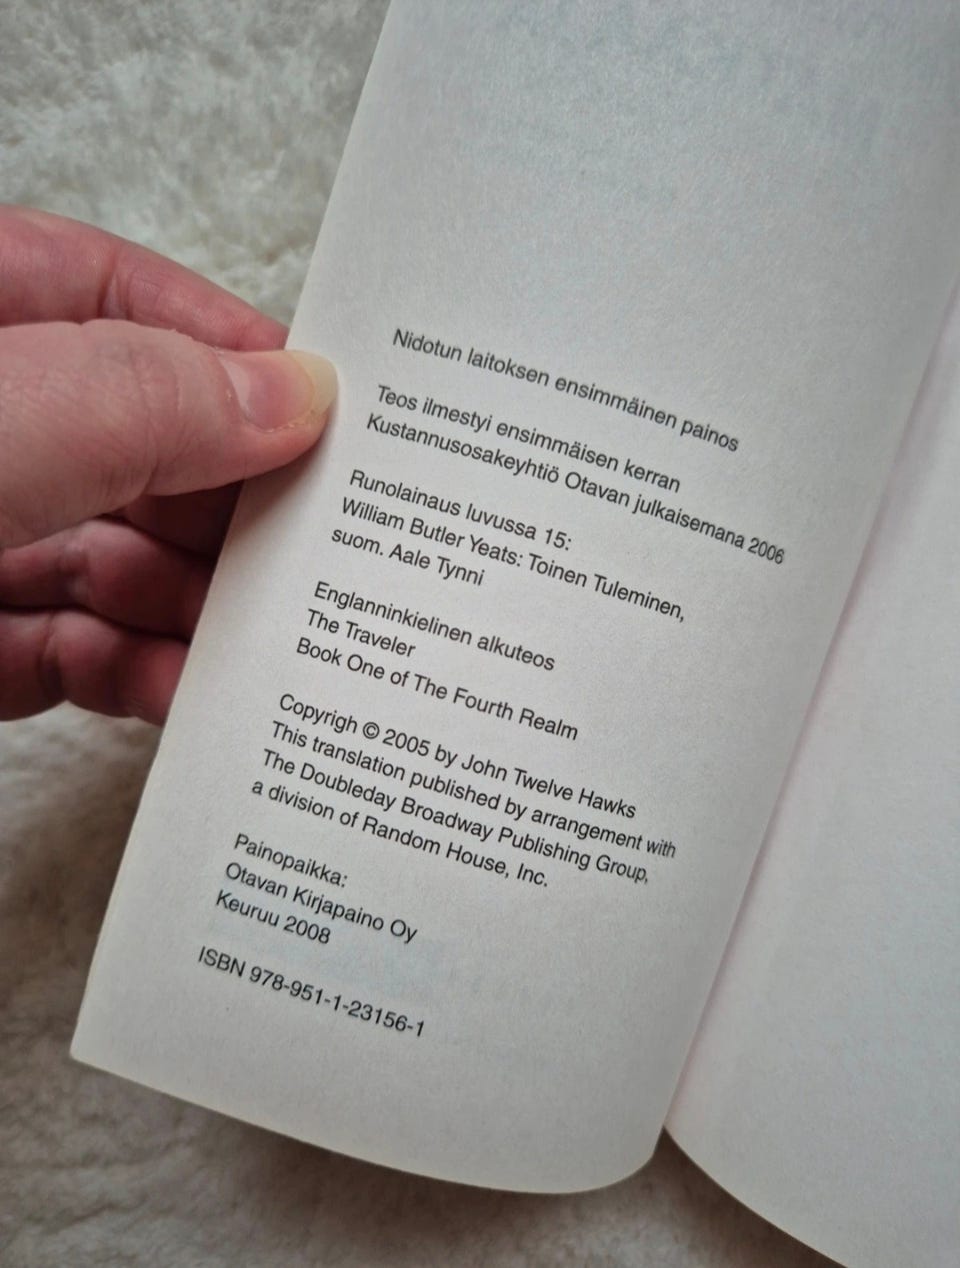 Nidotun laitoksen ensimmäinen painos
Teos ilmestyi ensimmäisen kerran
Kustannusosakeyhtiö Otavan julkaisemana 2006
Runolainaus luvussa 15:
William Butler Yeats: Toinen Tuleminen,
suom. Aale Tynni
Englanninkielinen alkuteos
The Traveler
Book One of The Fourth Realm
Copyrigh © 2005 by John Twelve Hawks
This translation published by arrangement with
The Doubleday Broadway Publishing Group,
a division of Random House, Inc.
Painopaikka:
Otavan Kirjapaino Oy
Keuruu 2008
ISBN 978-951-1-23156-1